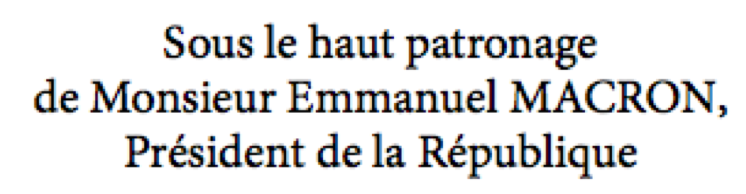 Sous le haut patronage
de Monsieur Emmanuel MACRON,
Président de la République